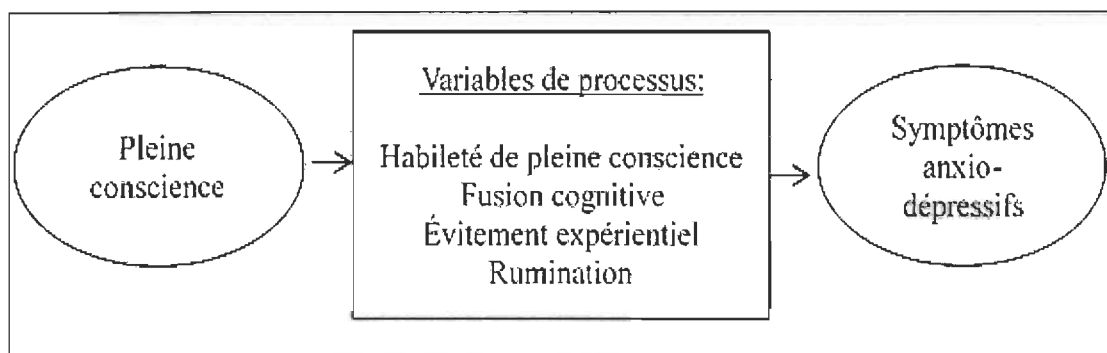 Pleine
conscience
Variables de processus:
Habileté de pleine conscience
Fusion cognitive
Évitement expérientiel
Rumination
Symptômes
anxio-
dépressifs